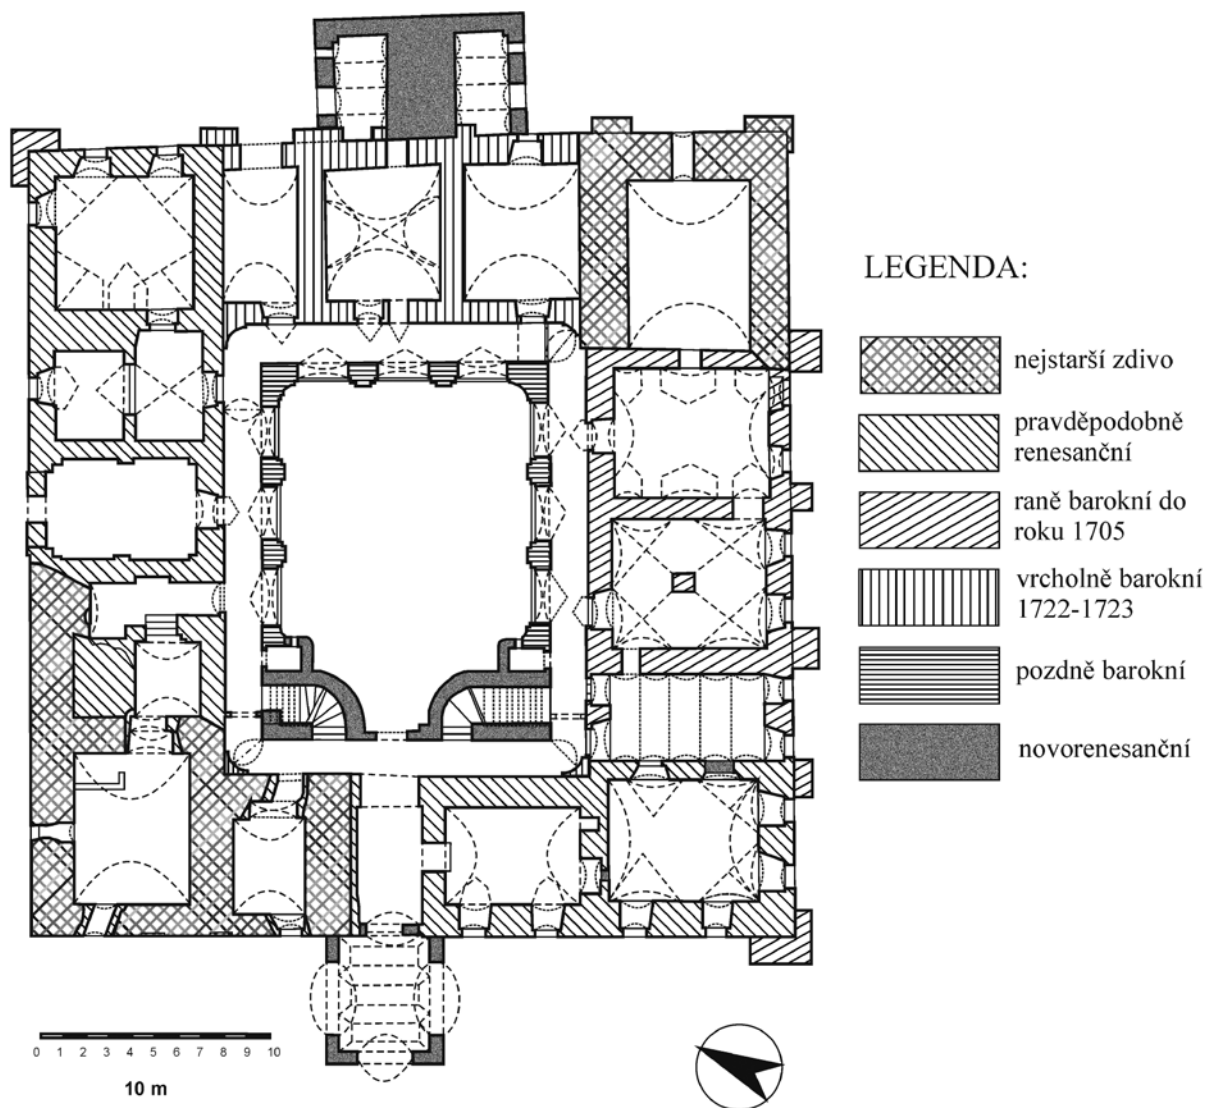 LEGENDA:
nejstarší zdivo
pravděpodobně
renesanční
raně barokní do
roku 1705
vrcholně barokní
1722-1723
pozdně barokní
novorenesanční
0 1 2 3 4 5 6 7 8 9 10
10 m